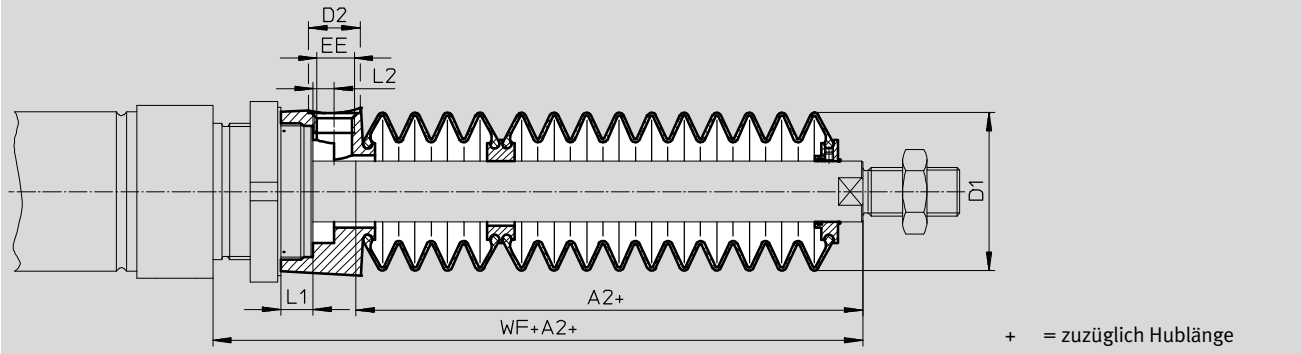 D2
EE
L2
D1
L1
A2+
WF+A2+
+ = zuzüglich Hublänge